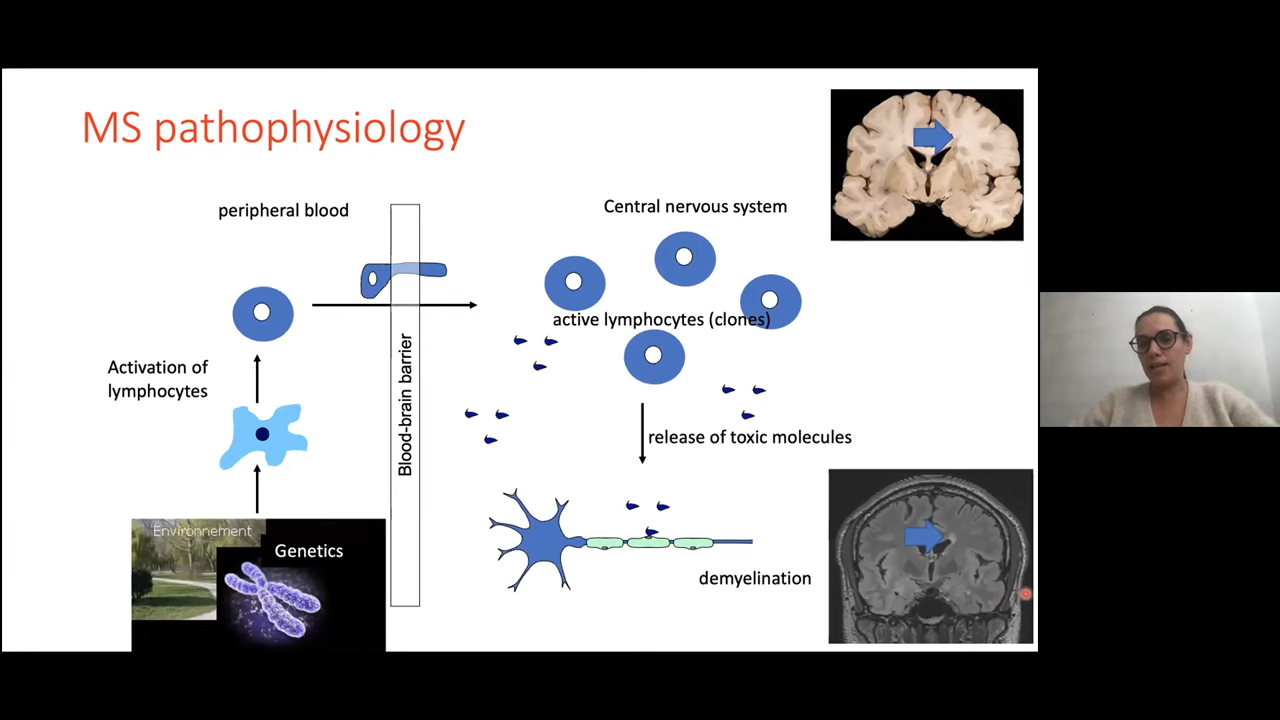 MS pathophysiology
peripheral blood
Central nervous system
active lymphocytes (clones)
Activation of
lymphocytes
Blood-brain barrier
release of toxic molecules
Environnement
Genetics
demyelination